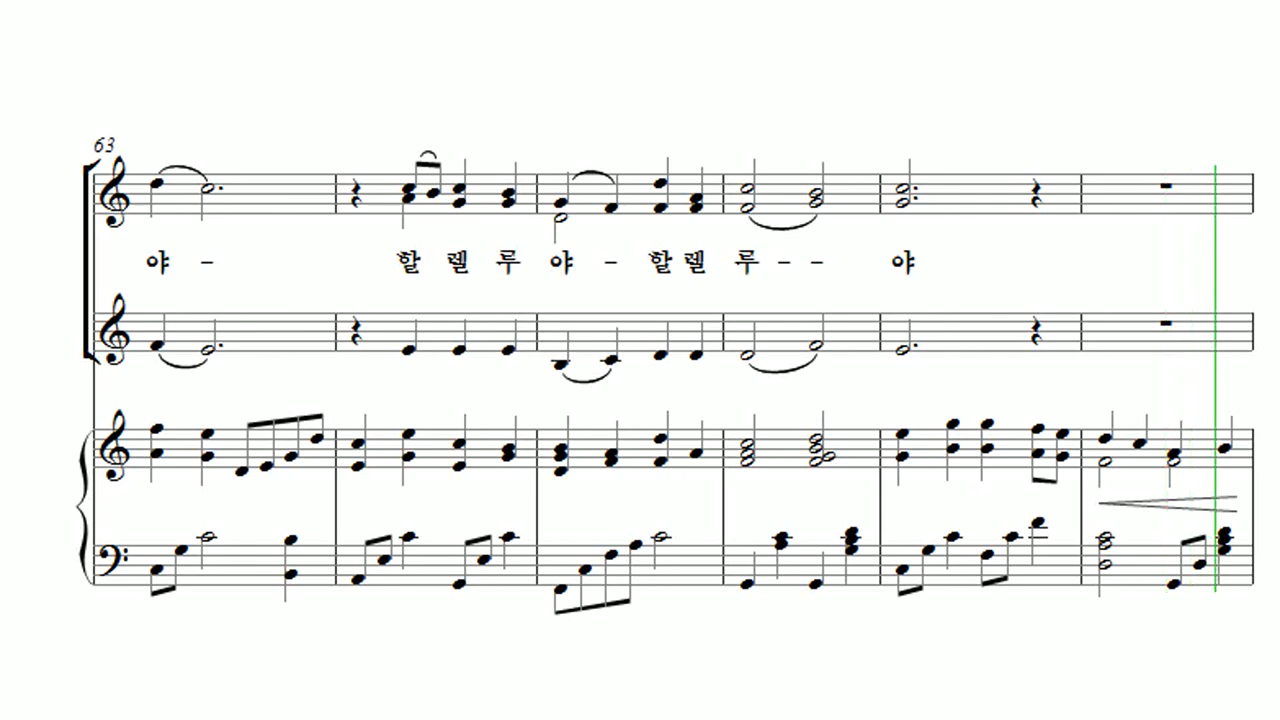 63
야 – 할 렐 루 야 – 할 렐 루 – – 야